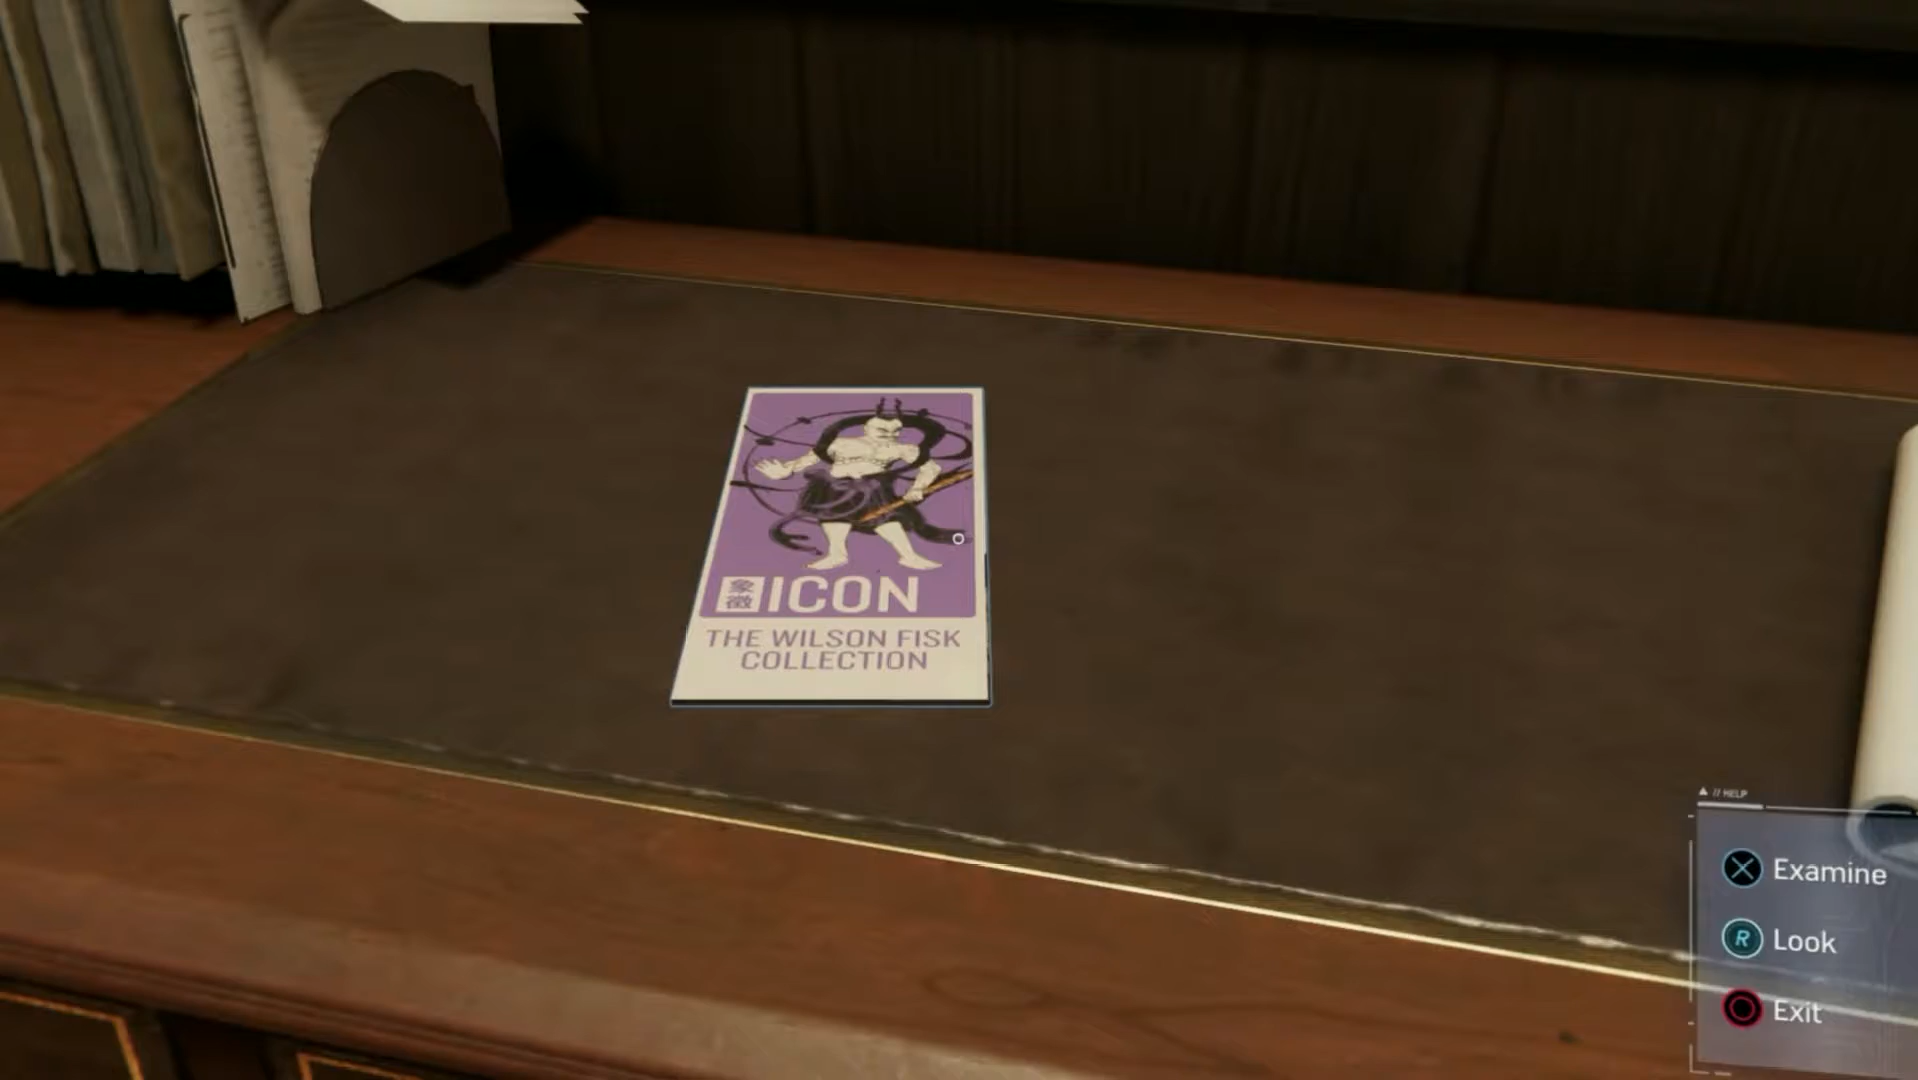 象徵
ICON
THE WILSON FISK
COLLECTION
▲ // HELP
Examine
R Look
Exit